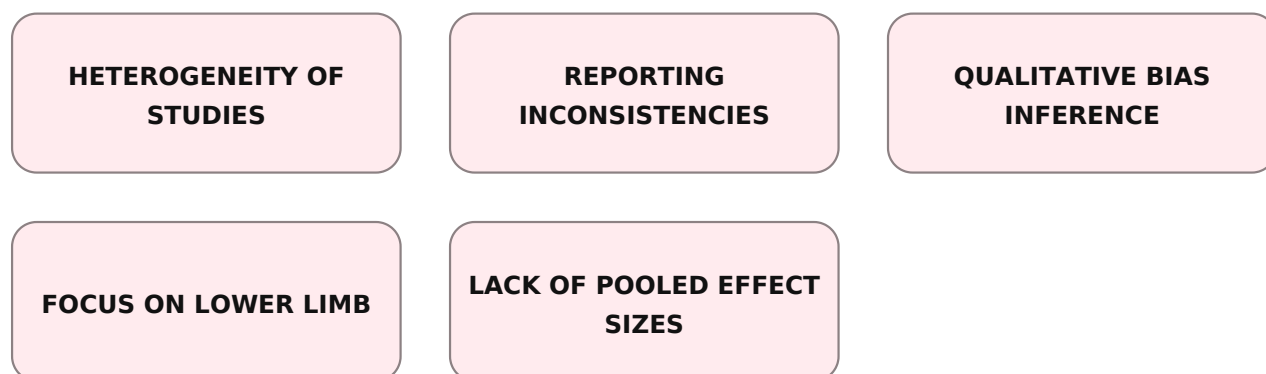 HETEROGENEITY OF
STUDIES
REPORTING
INCONSISTENCIES
QUALITATIVE BIAS
INFERENCE
FOCUS ON LOWER LIMB
LACK OF POOLED EFFECT
SIZES